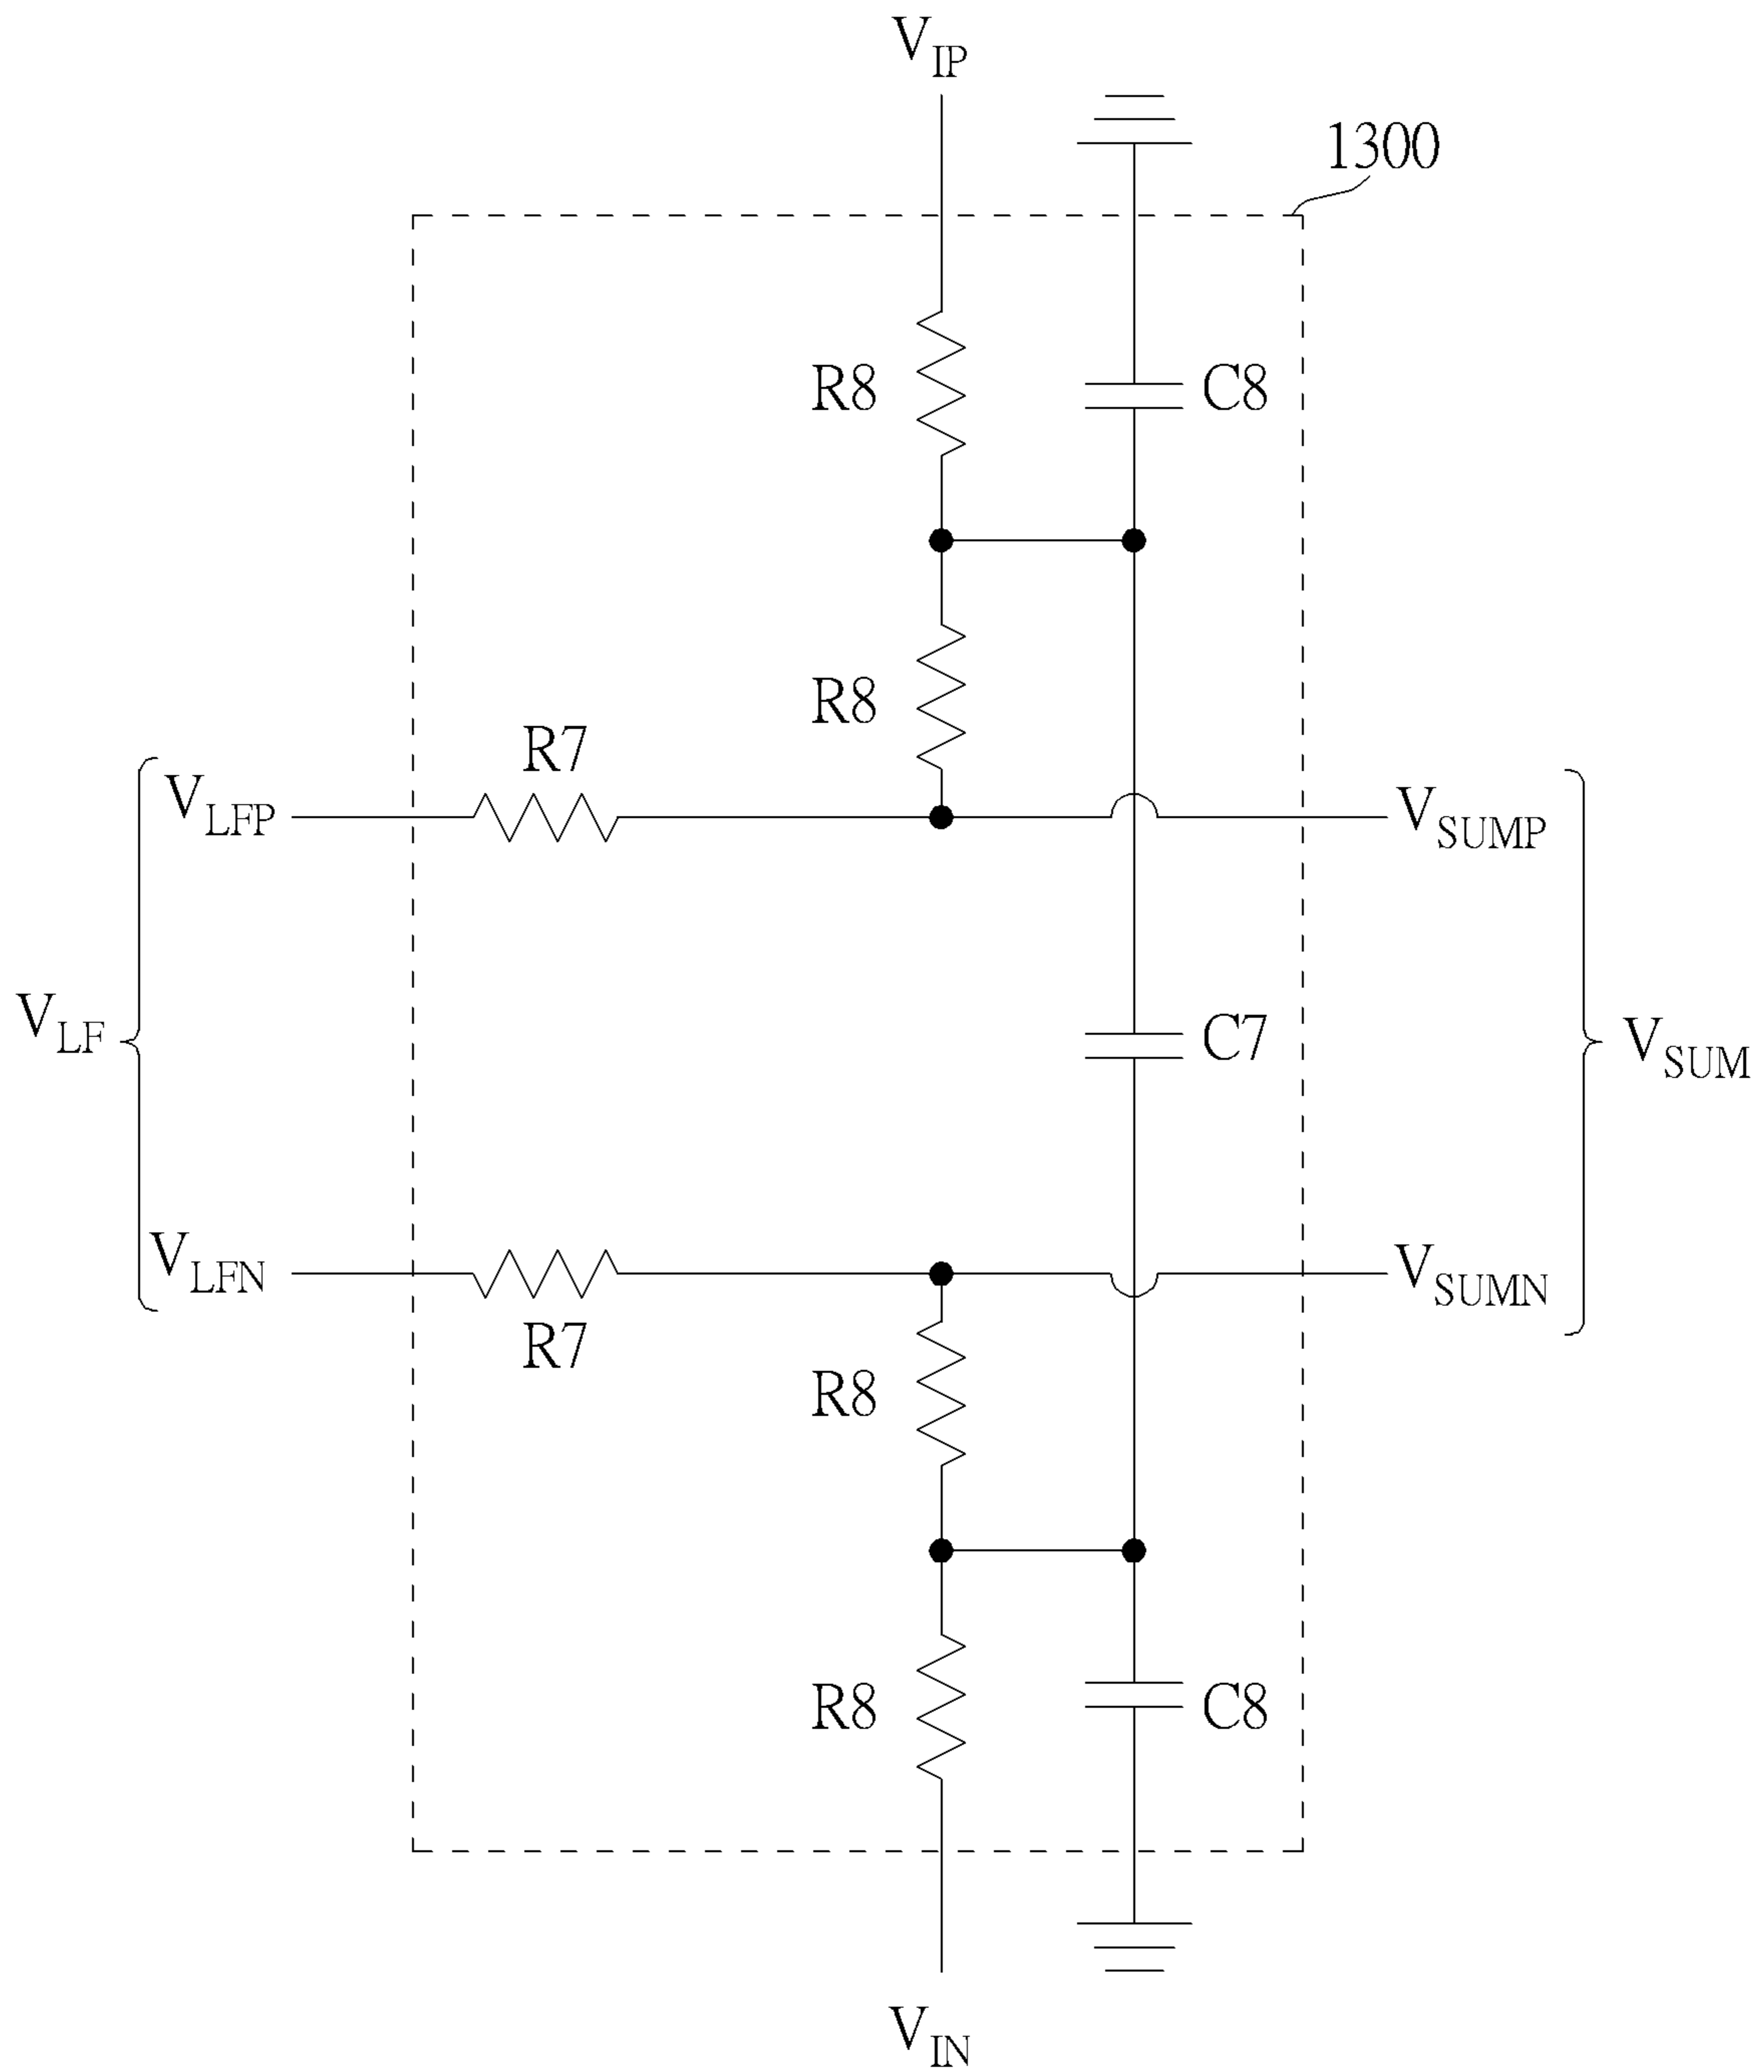 V_IP
1300
R8 C8
R8
R7
V_LFP V_SUMP
V_LF C7 V_SUM
V_LFN V_SUMN
R7
R8
R8 C8
V_IN